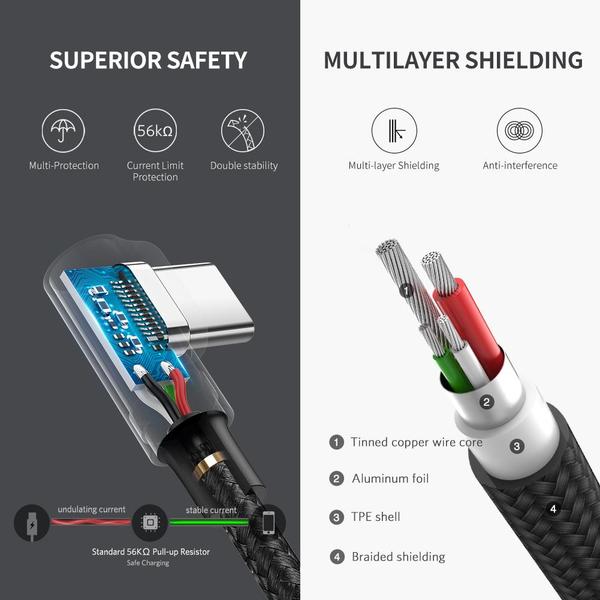 SUPERIOR SAFETY
56kΩ
Multi-Protection
Current Limit
Protection
Double stability
undulating current
stable current
Standard 56KΩ Pull-up Resistor
Safe Charging
MULTILAYER SHIELDING
Multi-layer Shielding
Anti-interference
1
2
3
4
1 Tinned copper wire core
2 Aluminum foil
3 TPE shell
4 Braided shielding